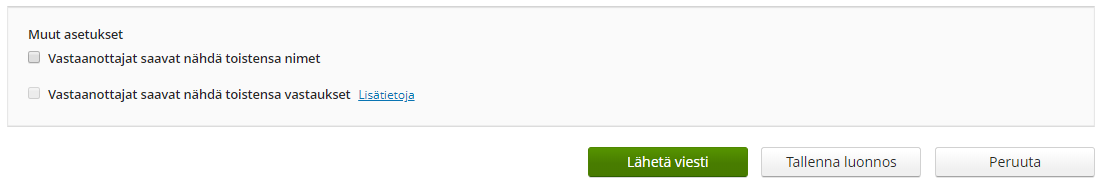 Muut asetukset
Vastaanottajat saavat nähdä toistensa nimet
Vastaanottajat saavat nähdä toistensa vastaukset Lisätietoja
Lähetä viesti Tallenna luonnos Peruuta